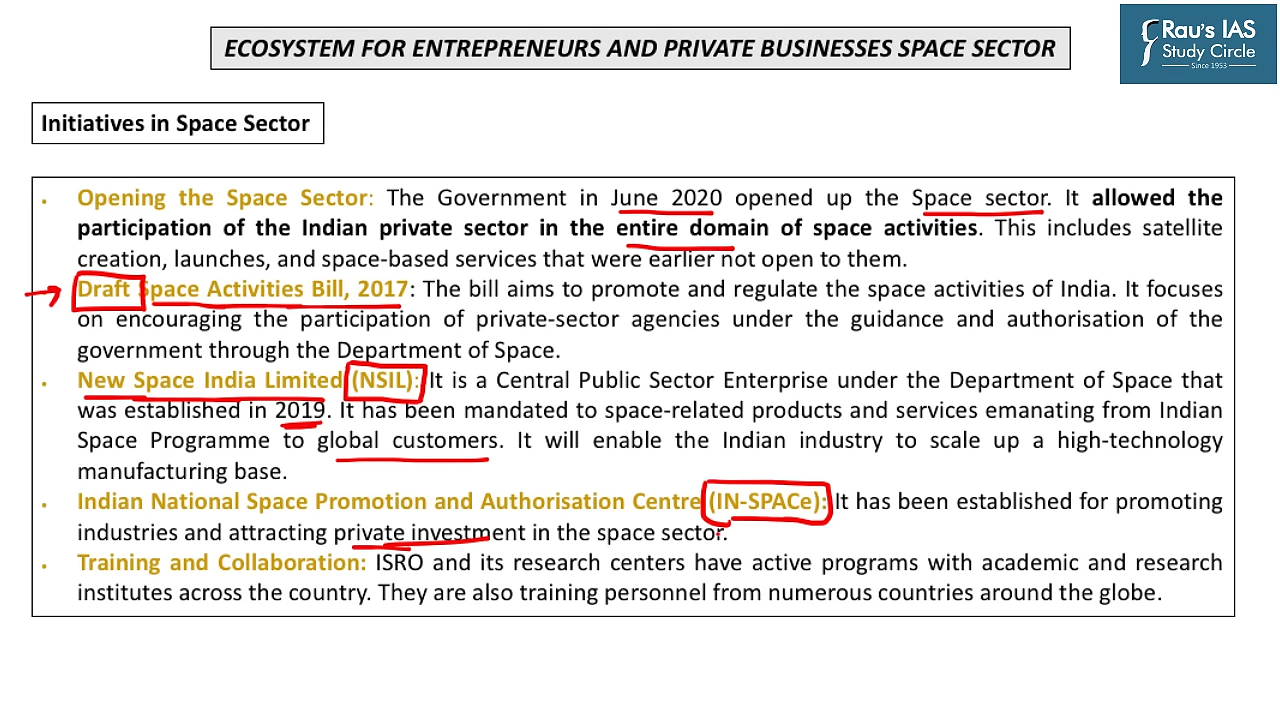 ECOSYSTEM FOR ENTREPRENEURS AND PRIVATE BUSINESSES SPACE SECTOR
Rau's IAS
Study Circle
Since 1953
Initiatives in Space Sector
• Opening the Space Sector: The Government in June 2020 opened up the Space sector. It allowed the
participation of the Indian private sector in the entire domain of space activities. This includes satellite
creation, launches, and space-based services that were earlier not open to them.
Draft Space Activities Bill, 2017: The bill aims to promote and regulate the space activities of India. It focuses
on encouraging the participation of private-sector agencies under the guidance and authorisation of the
government through the Department of Space.
• New Space India Limited (NSIL): It is a Central Public Sector Enterprise under the Department of Space that
was established in 2019. It has been mandated to space-related products and services emanating from Indian
Space Programme to global customers. It will enable the Indian industry to scale up a high-technology
manufacturing base.
• Indian National Space Promotion and Authorisation Centre (IN-SPACe): It has been established for promoting
industries and attracting private investment in the space sector.
• Training and Collaboration: ISRO and its research centers have active programs with academic and research
institutes across the country. They are also training personnel from numerous countries around the globe.